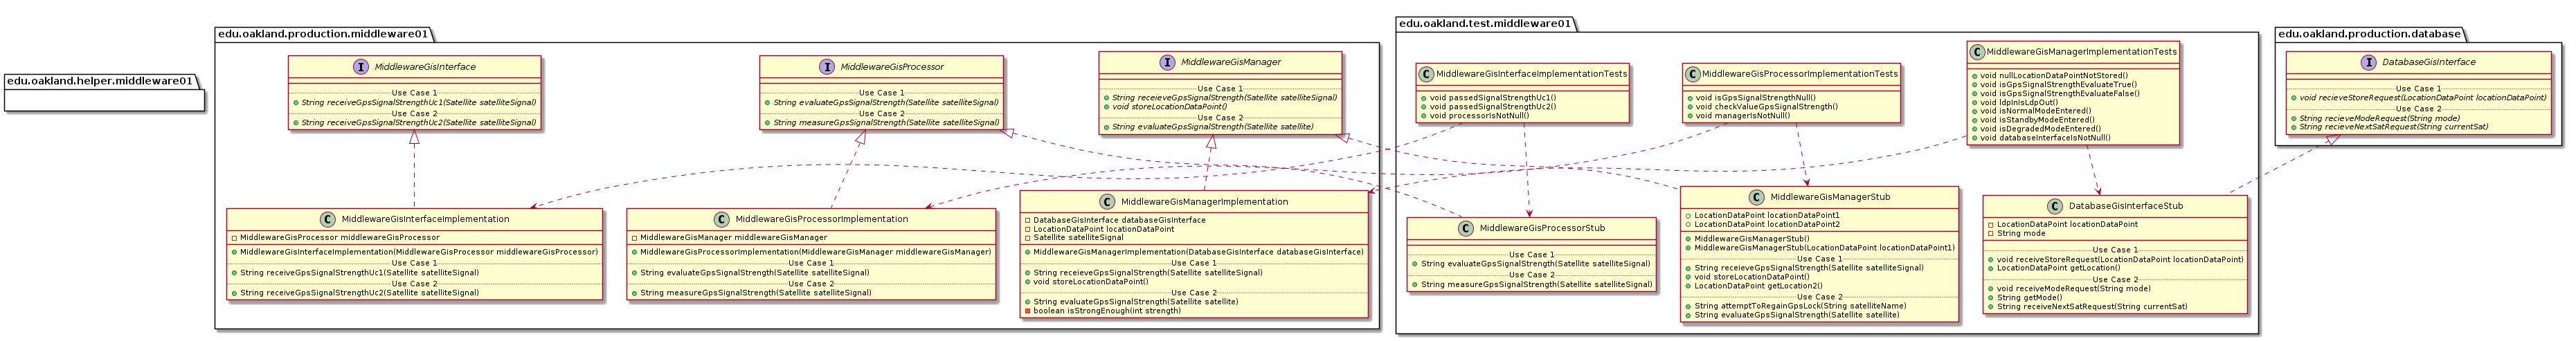 edu.oakland.helper.middleware01
edu.oakland.production.middleware01
I MiddlewareGisInterface
Use Case 1
String receiveGpsSignalStrengthUc1(Satellite satelliteSignal)
Use Case 2
String receiveGpsSignalStrengthUc2(Satellite satelliteSignal)
I MiddlewareGisProcessor
Use Case 1
String evaluateGpsSignalStrength(Satellite satelliteSignal)
Use Case 2
String measureGpsSignalStrength(Satellite satelliteSignal)
I MiddlewareGisManager
Use Case 1
String receieveGpsSignalStrength(Satellite satelliteSignal)
void storeLocationDataPoint()
Use Case 2
String evaluateGpsSignalStrength(Satellite satellite)
C MiddlewareGisInterfaceImplementation
MiddlewareGisProcessor middlewareGisProcessor
MiddlewareGisInterfaceImplementation(MiddlewareGisProcessor middlewareGisProcessor)
Use Case 1
String receiveGpsSignalStrengthUc1(Satellite satelliteSignal)
Use Case 2
String receiveGpsSignalStrengthUc2(Satellite satelliteSignal)
C MiddlewareGisProcessorImplementation
MiddlewareGisManager middlewareGisManager
MiddlewareGisProcessorImplementation(MiddlewareGisManager middlewareGisManager)
Use Case 1
String evaluateGpsSignalStrength(Satellite satelliteSignal)
Use Case 2
String measureGpsSignalStrength(Satellite satelliteSignal)
C MiddlewareGisManagerImplementation
DatabaseGisInterface databaseGisInterface
LocationDataPoint locationDataPoint
Satellite satelliteSignal
MiddlewareGisManagerImplementation(DatabaseGisInterface databaseGisInterface)
Use Case 1
String receieveGpsSignalStrength(Satellite satelliteSignal)
void storeLocationDataPoint()
Use Case 2
String evaluateGpsSignalStrength(Satellite satellite)
boolean isStrongEnough(int strength)
edu.oakland.test.middleware01
C MiddlewareGisInterfaceImplementationTests
void passedSignalStrengthUc1()
void passedSignalStrengthUc2()
void processorIsNotNull()
C MiddlewareGisProcessorImplementationTests
void isGpsSignalStrengthNull()
void checkValueGpsSignalStrength()
void managerIsNotNull()
C MiddlewareGisManagerImplementationTests
void nullLocationDataPointNotStored()
void isGpsSignalStrengthEvaluateTrue()
void isGpsSignalStrengthEvaluateFalse()
void ldpInIsLdpOut()
void isNormalModeEntered()
void isStandbyModeEntered()
void isDegradedModeEntered()
void databaseInterfaceIsNotNull()
C MiddlewareGisProcessorStub
Use Case 1
String evaluateGpsSignalStrength(Satellite satelliteSignal)
Use Case 2
String measureGpsSignalStrength(Satellite satelliteSignal)
C MiddlewareGisManagerStub
LocationDataPoint locationDataPoint1
LocationDataPoint locationDataPoint2
MiddlewareGisManagerStub()
MiddlewareGisManagerStub(LocationDataPoint locationDataPoint1)
Use Case 1
String receieveGpsSignalStrength(Satellite satelliteSignal)
void storeLocationDataPoint()
LocationDataPoint getLocation2()
Use Case 2
String attemptToRegainGpsLock(String satelliteName)
String evaluateGpsSignalStrength(Satellite satellite)
C DatabaseGisInterfaceStub
LocationDataPoint locationDataPoint
String mode
Use Case 1
void receiveStoreRequest(LocationDataPoint locationDataPoint)
LocationDataPoint getLocation()
Use Case 2
void receiveModeRequest(String mode)
String getMode()
String receiveNextSatRequest(String currentSat)
edu.oakland.production.database
I DatabaseGisInterface
Use Case 1
void recieveStoreRequest(LocationDataPoint locationDataPoint)
Use Case 2
String recieveModeRequest(String mode)
String recieveNextSatRequest(String currentSat)